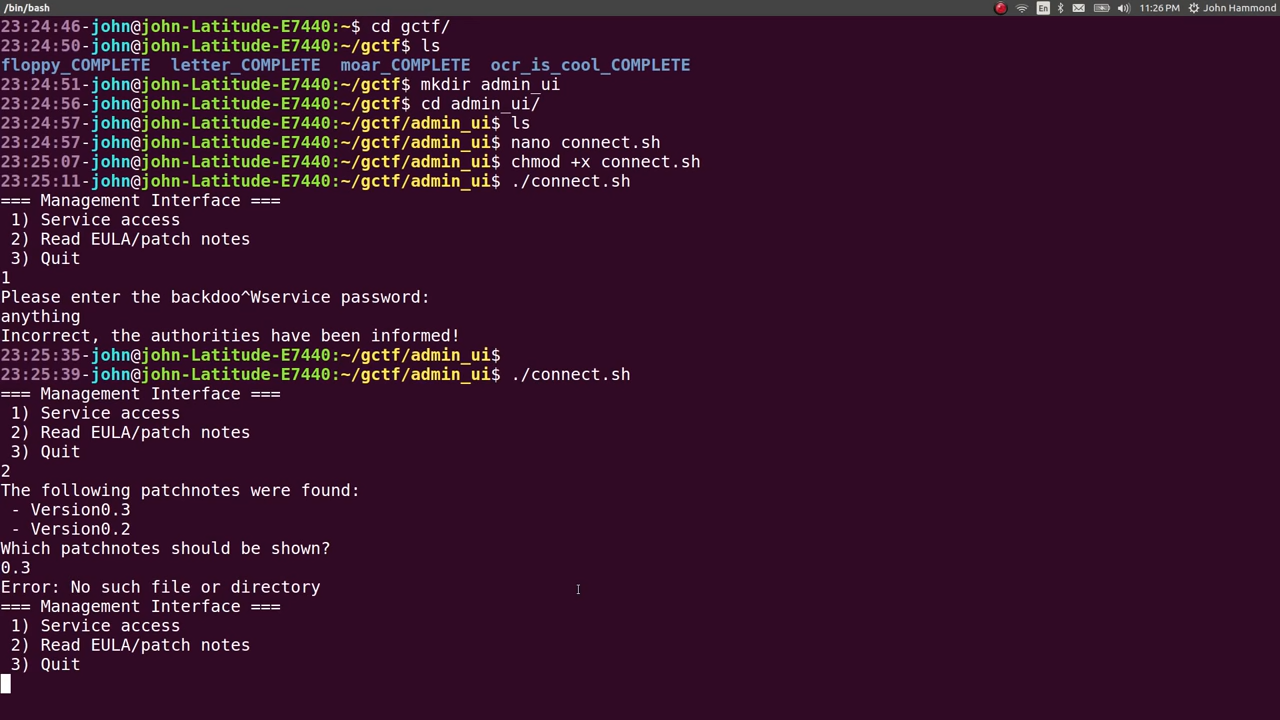 /bin/bash
En
11:26 PM
John Hammond
23:24:46-john@john-Latitude-E7440:~$ cd gctf/
23:24:50-john@john-Latitude-E7440:~/gctf$ ls
floppy_COMPLETE  letter_COMPLETE  moar_COMPLETE  ocr_is_cool_COMPLETE
23:24:51-john@john-Latitude-E7440:~/gctf$ mkdir admin_ui
23:24:56-john@john-Latitude-E7440:~/gctf$ cd admin_ui/
23:24:57-john@john-Latitude-E7440:~/gctf/admin_ui$ ls
23:24:57-john@john-Latitude-E7440:~/gctf/admin_ui$ nano connect.sh
23:25:07-john@john-Latitude-E7440:~/gctf/admin_ui$ chmod +x connect.sh
23:25:11-john@john-Latitude-E7440:~/gctf/admin_ui$ ./connect.sh
=== Management Interface ===
 1) Service access
 2) Read EULA/patch notes
 3) Quit
1
Please enter the backdoo^Wservice password:
anything
Incorrect, the authorities have been informed!
23:25:35-john@john-Latitude-E7440:~/gctf/admin_ui$
23:25:39-john@john-Latitude-E7440:~/gctf/admin_ui$ ./connect.sh
=== Management Interface ===
 1) Service access
 2) Read EULA/patch notes
 3) Quit
2
The following patchnotes were found:
 - Version0.3
 - Version0.2
Which patchnotes should be shown?
0.3
Error: No such file or directory
=== Management Interface ===
 1) Service access
 2) Read EULA/patch notes
 3) Quit